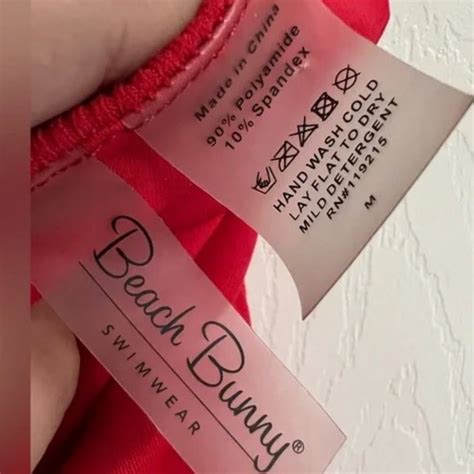 Made in China
90% Polyamide
10% Spandex
HAND WASH COLD
LAY FLAT TO DRY
MILD DETERGENT
RN#119215
M
Beach Bunny®
SWIMWEAR